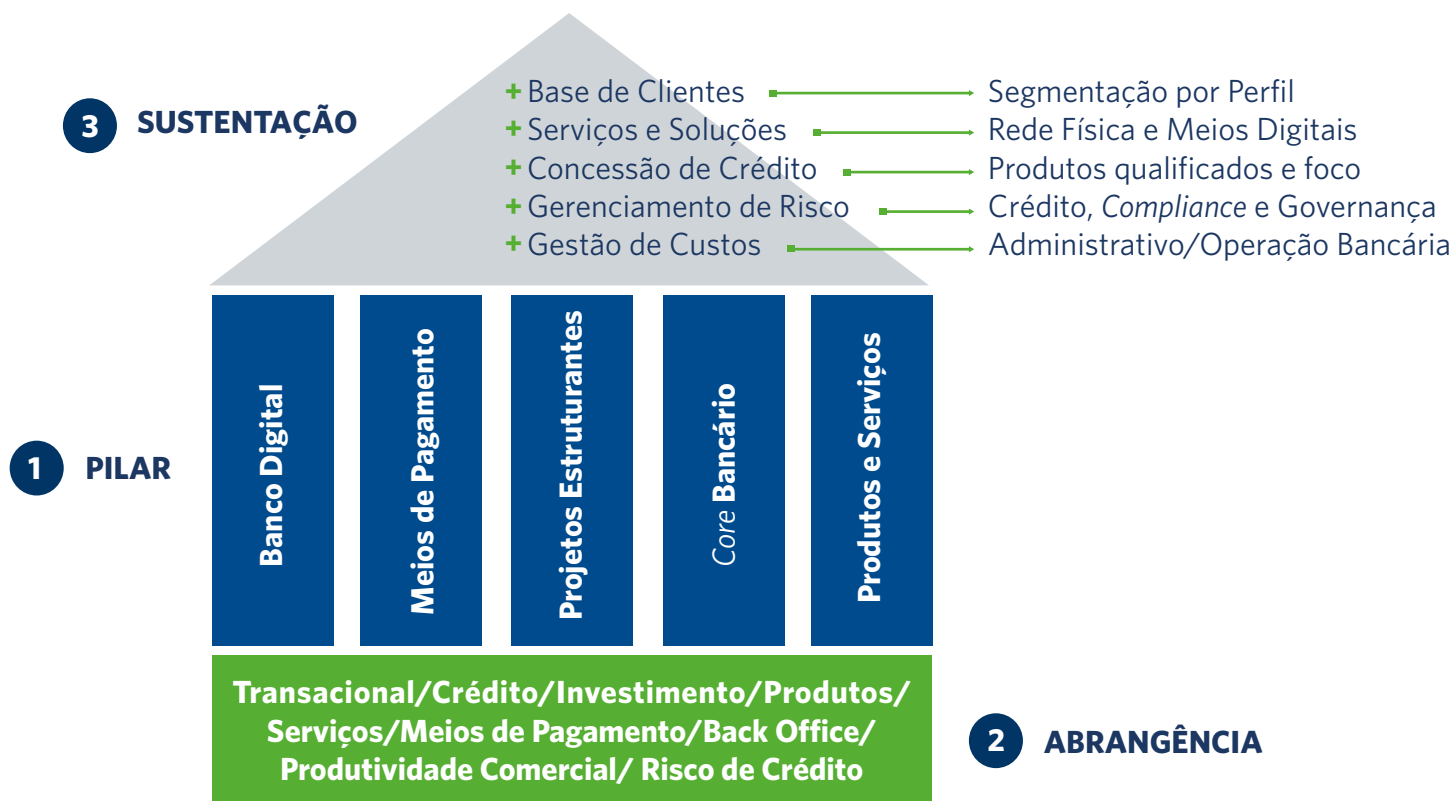 3 SUSTENTAÇÃO
+ Base de Clientes Segmentação por Perfil
+ Serviços e Soluções Rede Física e Meios Digitais
+ Concessão de Crédito Produtos qualificados e foco
+ Gerenciamento de Risco Crédito, Compliance e Governança
+ Gestão de Custos Administrativo/Operação Bancária
1 PILAR
Banco Digital
Meios de Pagamento
Projetos Estruturantes
Core Bancário
Produtos e Serviços
Transacional/Crédito/Investimento/Produtos/
Serviços/Meios de Pagamento/Back Office/
Produtividade Comercial/ Risco de Crédito
2 ABRANGÊNCIA